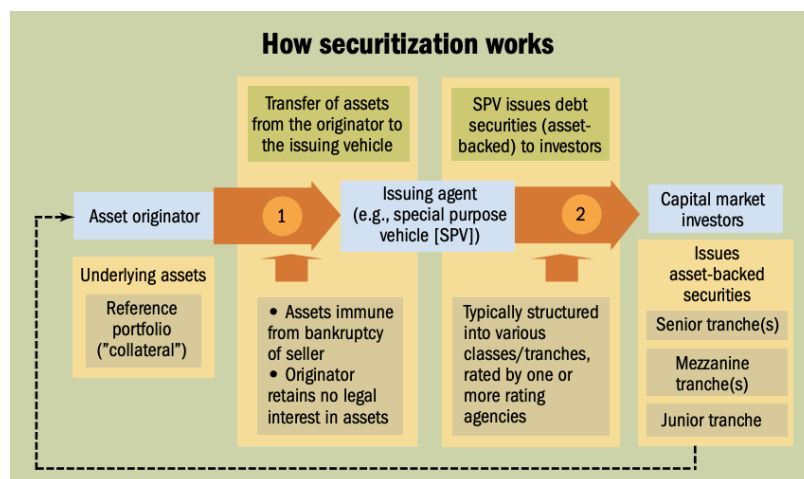 How securitization works
Transfer of assets
from the originator to
the issuing vehicle
SPV issues debt
securities (asset-
backed) to investors
Asset originator
1
Issuing agent
(e.g., special purpose
vehicle [SPV])
2
Capital market
investors
Underlying assets
Reference
portfolio
("collateral")
• Assets immune
from bankruptcy
of seller
• Originator
retains no legal
interest in assets
Typically structured
into various
classes/tranches,
rated by one or
more rating
agencies
Issues
asset-backed
securities
Senior tranche(s)
Mezzanine
tranche(s)
Junior tranche